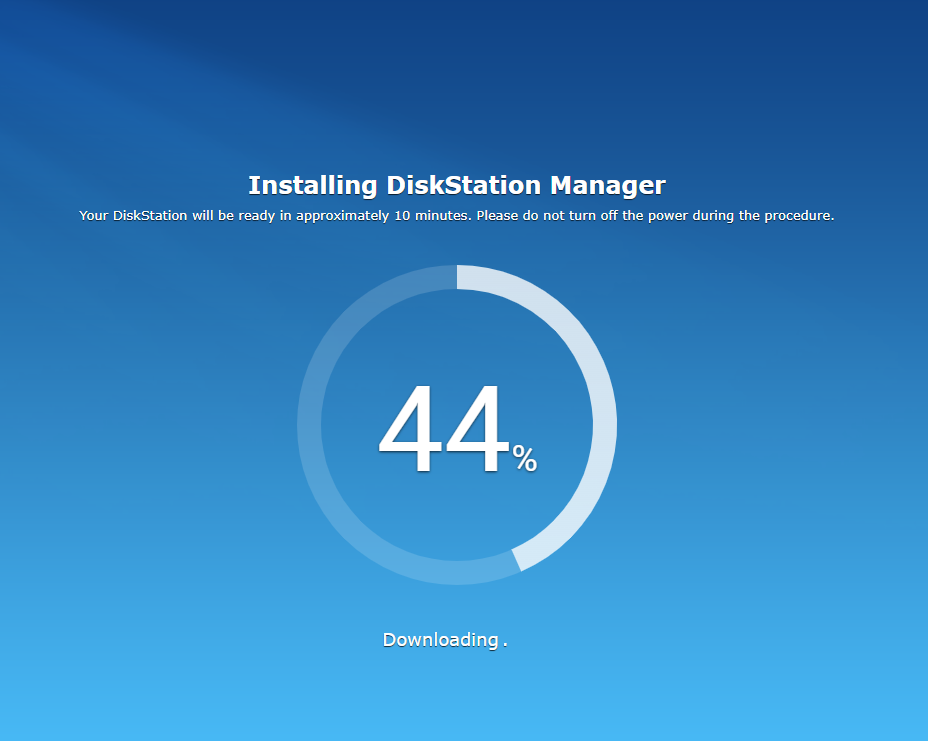 Installing DiskStation Manager
Your DiskStation will be ready in approximately 10 minutes. Please do not turn off the power during the procedure.
44%
Downloading .